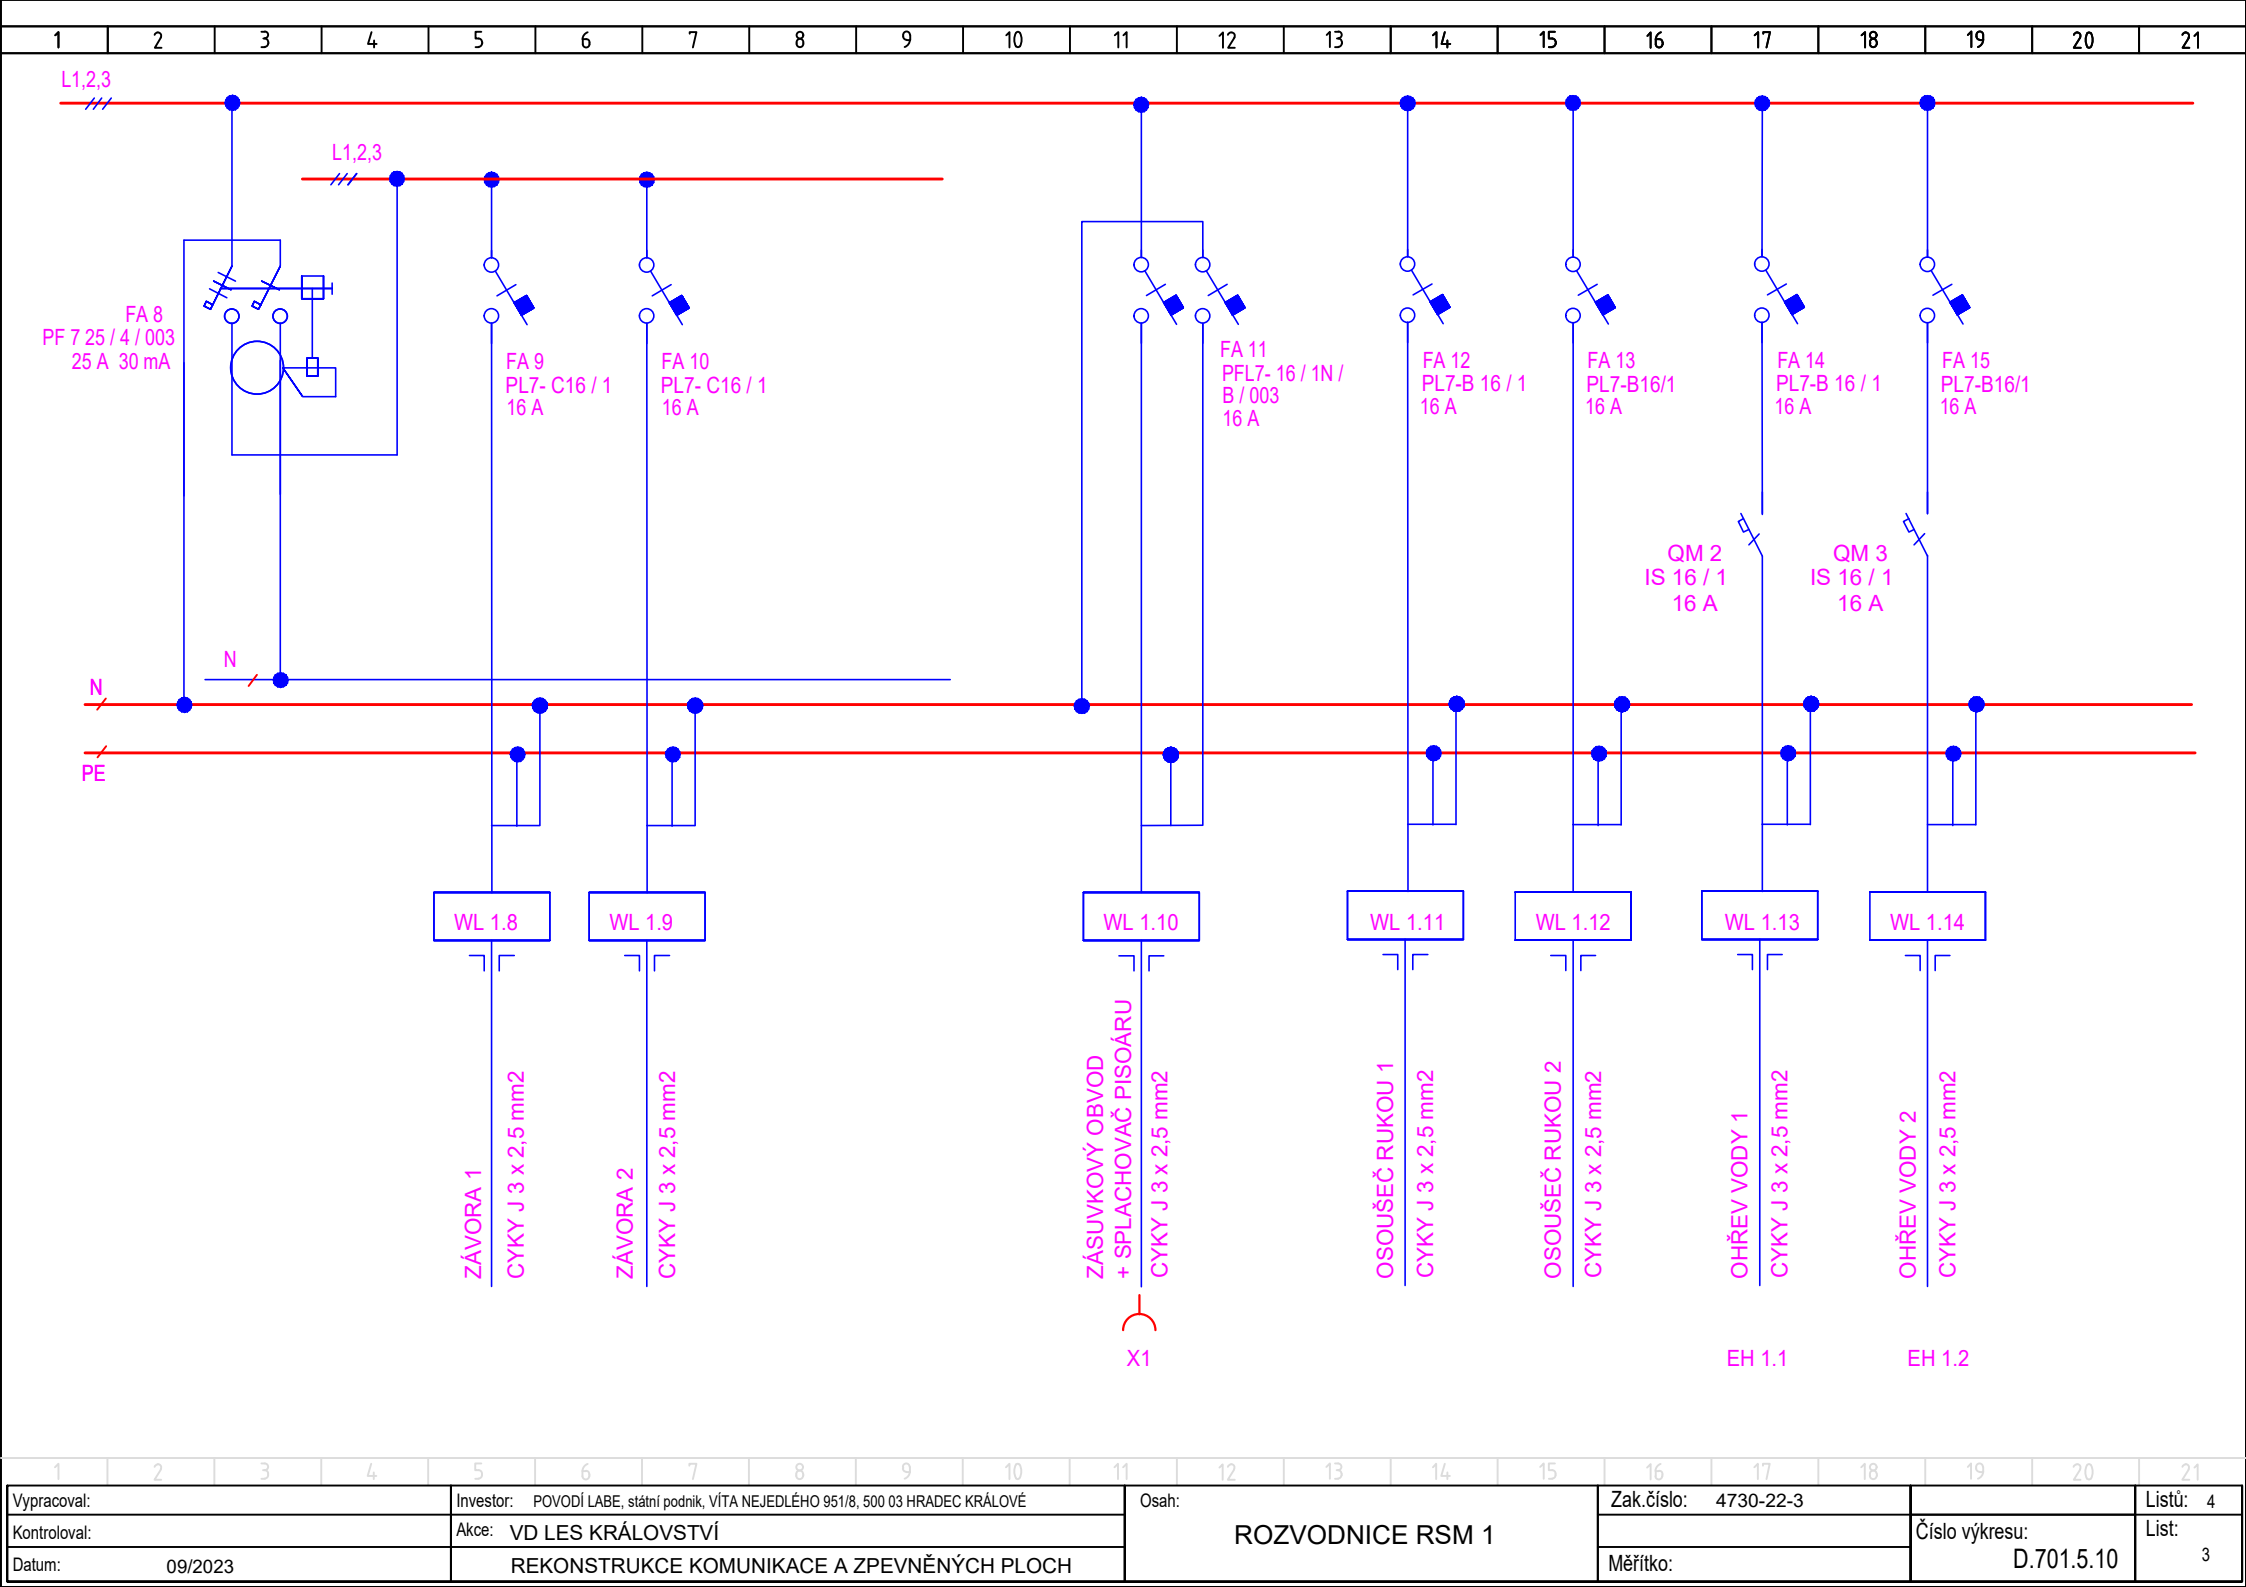 1 2 3 4 5 6 7 8 9 10 11 12 13 14 15 16 17 18 19 20 21
L1,2,3
L1,2,3
FA 8
PF 7 25 / 4 / 003
25 A 30 mA
FA 9
PL7- C16 / 1
16 A
FA 10
PL7- C16 / 1
16 A
FA 11
PFL7- 16 / 1N /
B / 003
16 A
FA 12
PL7-B 16 / 1
16 A
FA 13
PL7-B16/1
16 A
FA 14
PL7-B 16 / 1
16 A
FA 15
PL7-B16/1
16 A
QM 2
IS 16 / 1
16 A
QM 3
IS 16 / 1
16 A
N
N
PE
WL 1.8
WL 1.9
WL 1.10
WL 1.11
WL 1.12
WL 1.13
WL 1.14
ZÁVORA 1
CYKY J 3 x 2,5 mm2
ZÁVORA 2
CYKY J 3 x 2,5 mm2
ZÁSUVKOVÝ OBVOD
+ SPLACHOVAČ PISOÁRU
CYKY J 3 x 2,5 mm2
OSOUŠEČ RUKOU 1
CYKY J 3 x 2,5 mm2
OSOUŠEČ RUKOU 2
CYKY J 3 x 2,5 mm2
OHŘEV VODY 1
CYKY J 3 x 2,5 mm2
OHŘEV VODY 2
CYKY J 3 x 2,5 mm2
X1
EH 1.1
EH 1.2
1 2 3 4 5 6 7 8 9 10 11 12 13 14 15 16 17 18 19 20 21
Vypracoval:
Kontroloval:
Datum: 09/2023
Investor: POVODÍ LABE, státní podnik, VÍTA NEJEDLÉHO 951/8, 500 03 HRADEC KRÁLOVÉ
Akce: VD LES KRÁLOVSTVÍ
REKONSTRUKCE KOMUNIKACE A ZPEVNĚNÝCH PLOCH
Osah:
ROZVODNICE RSM 1
Zak.číslo: 4730-22-3
Měřítko:
Číslo výkresu:
D.701.5.10
Listů: 4
List:
3